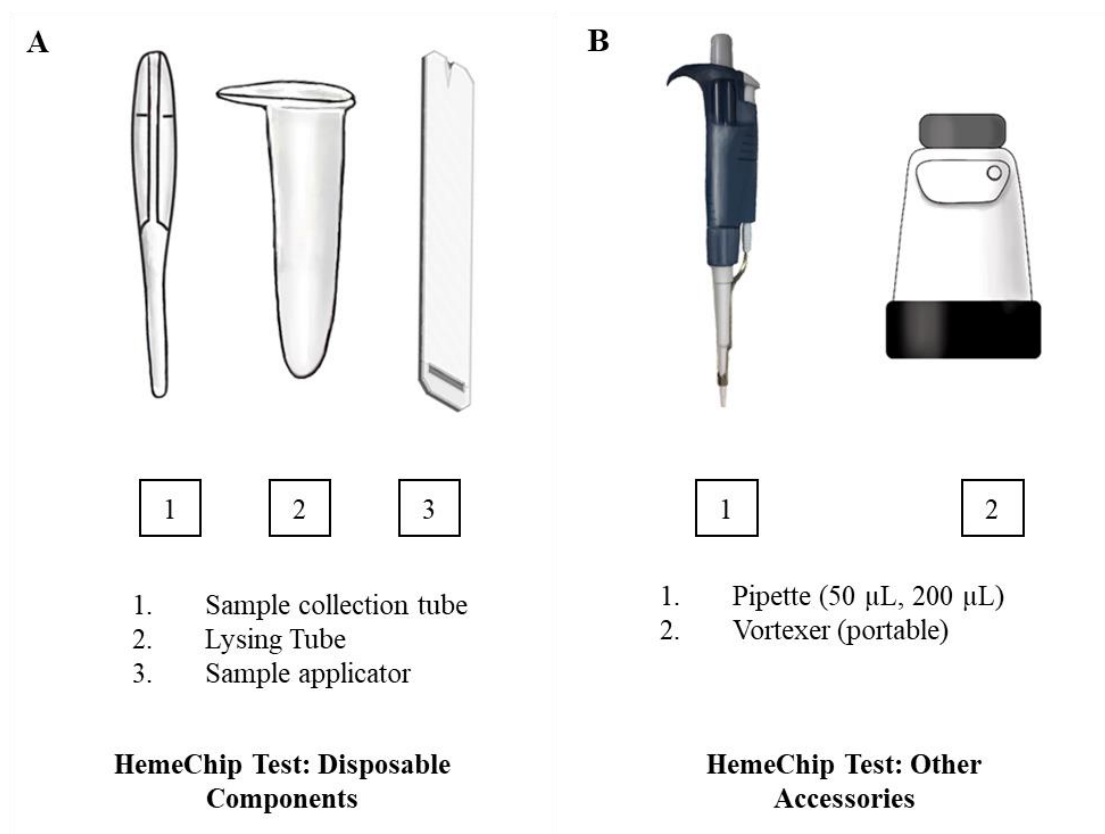 A
B
1
2
3
1
2
1. Sample collection tube
2. Lysing Tube
3. Sample applicator
1. Pipette (50 µL, 200 µL)
2. Vortexer (portable)
HemeChip Test: Disposable
Components
HemeChip Test: Other
Accessories